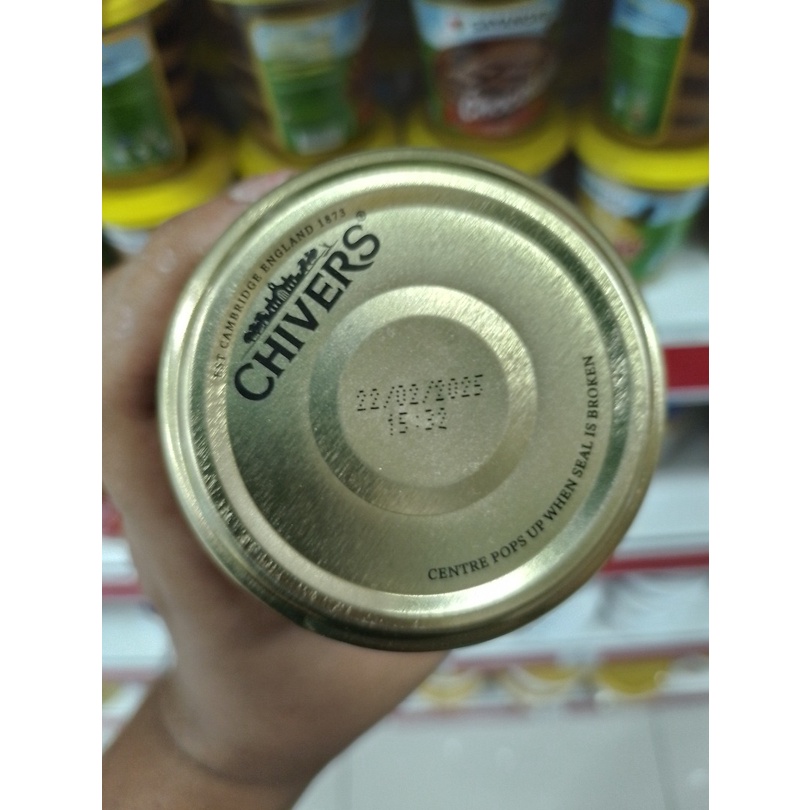 EST CAMBRIDGE ENGLAND 1873
CHIVERS®
22/02/2025
15:32
CENTRE POPS UP WHEN SEAL IS BROKEN